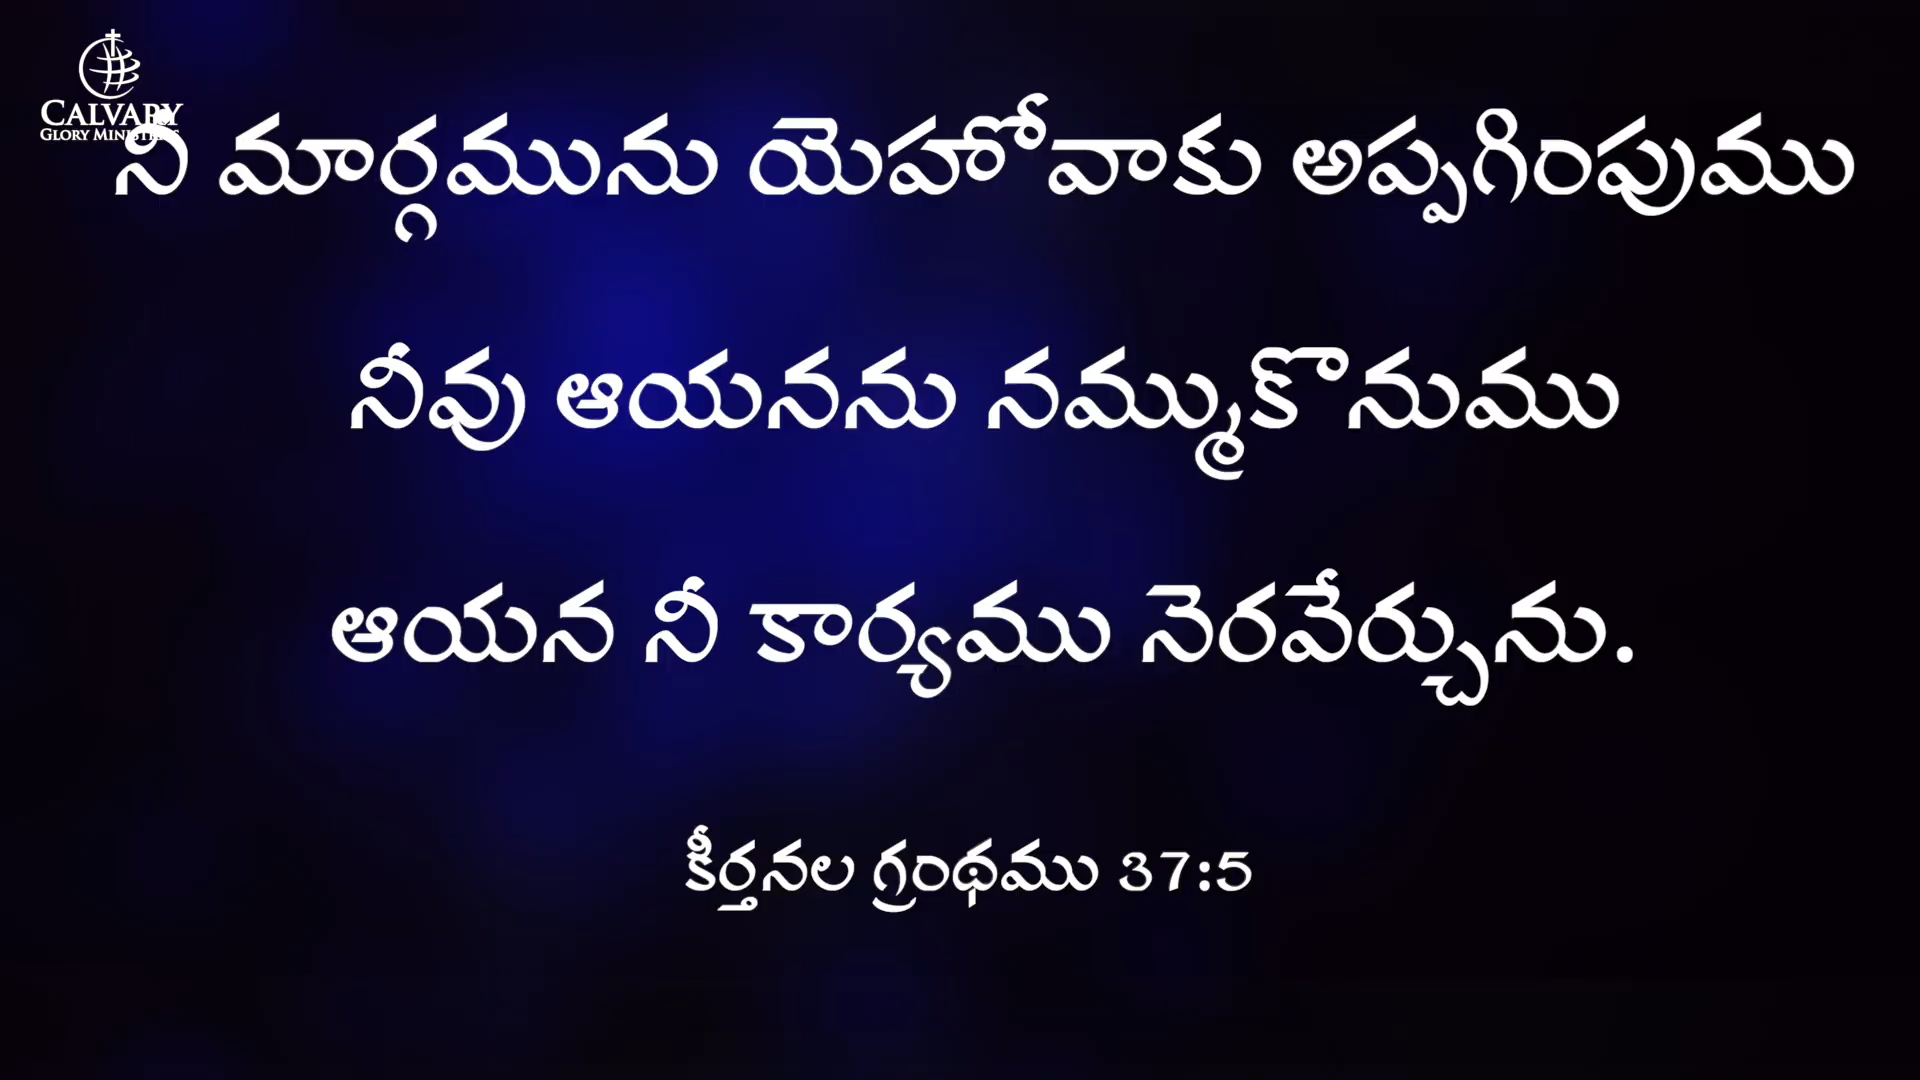 CALVARY
GLORY MINISTRIES
నీ మార్గమును యెహోవాకు అప్పగింపుము
నీవు ఆయనను నమ్ముకొనుము
ఆయన నీ కార్యము నెరవేర్చును.
కీర్తనల గ్రంథము 37:5